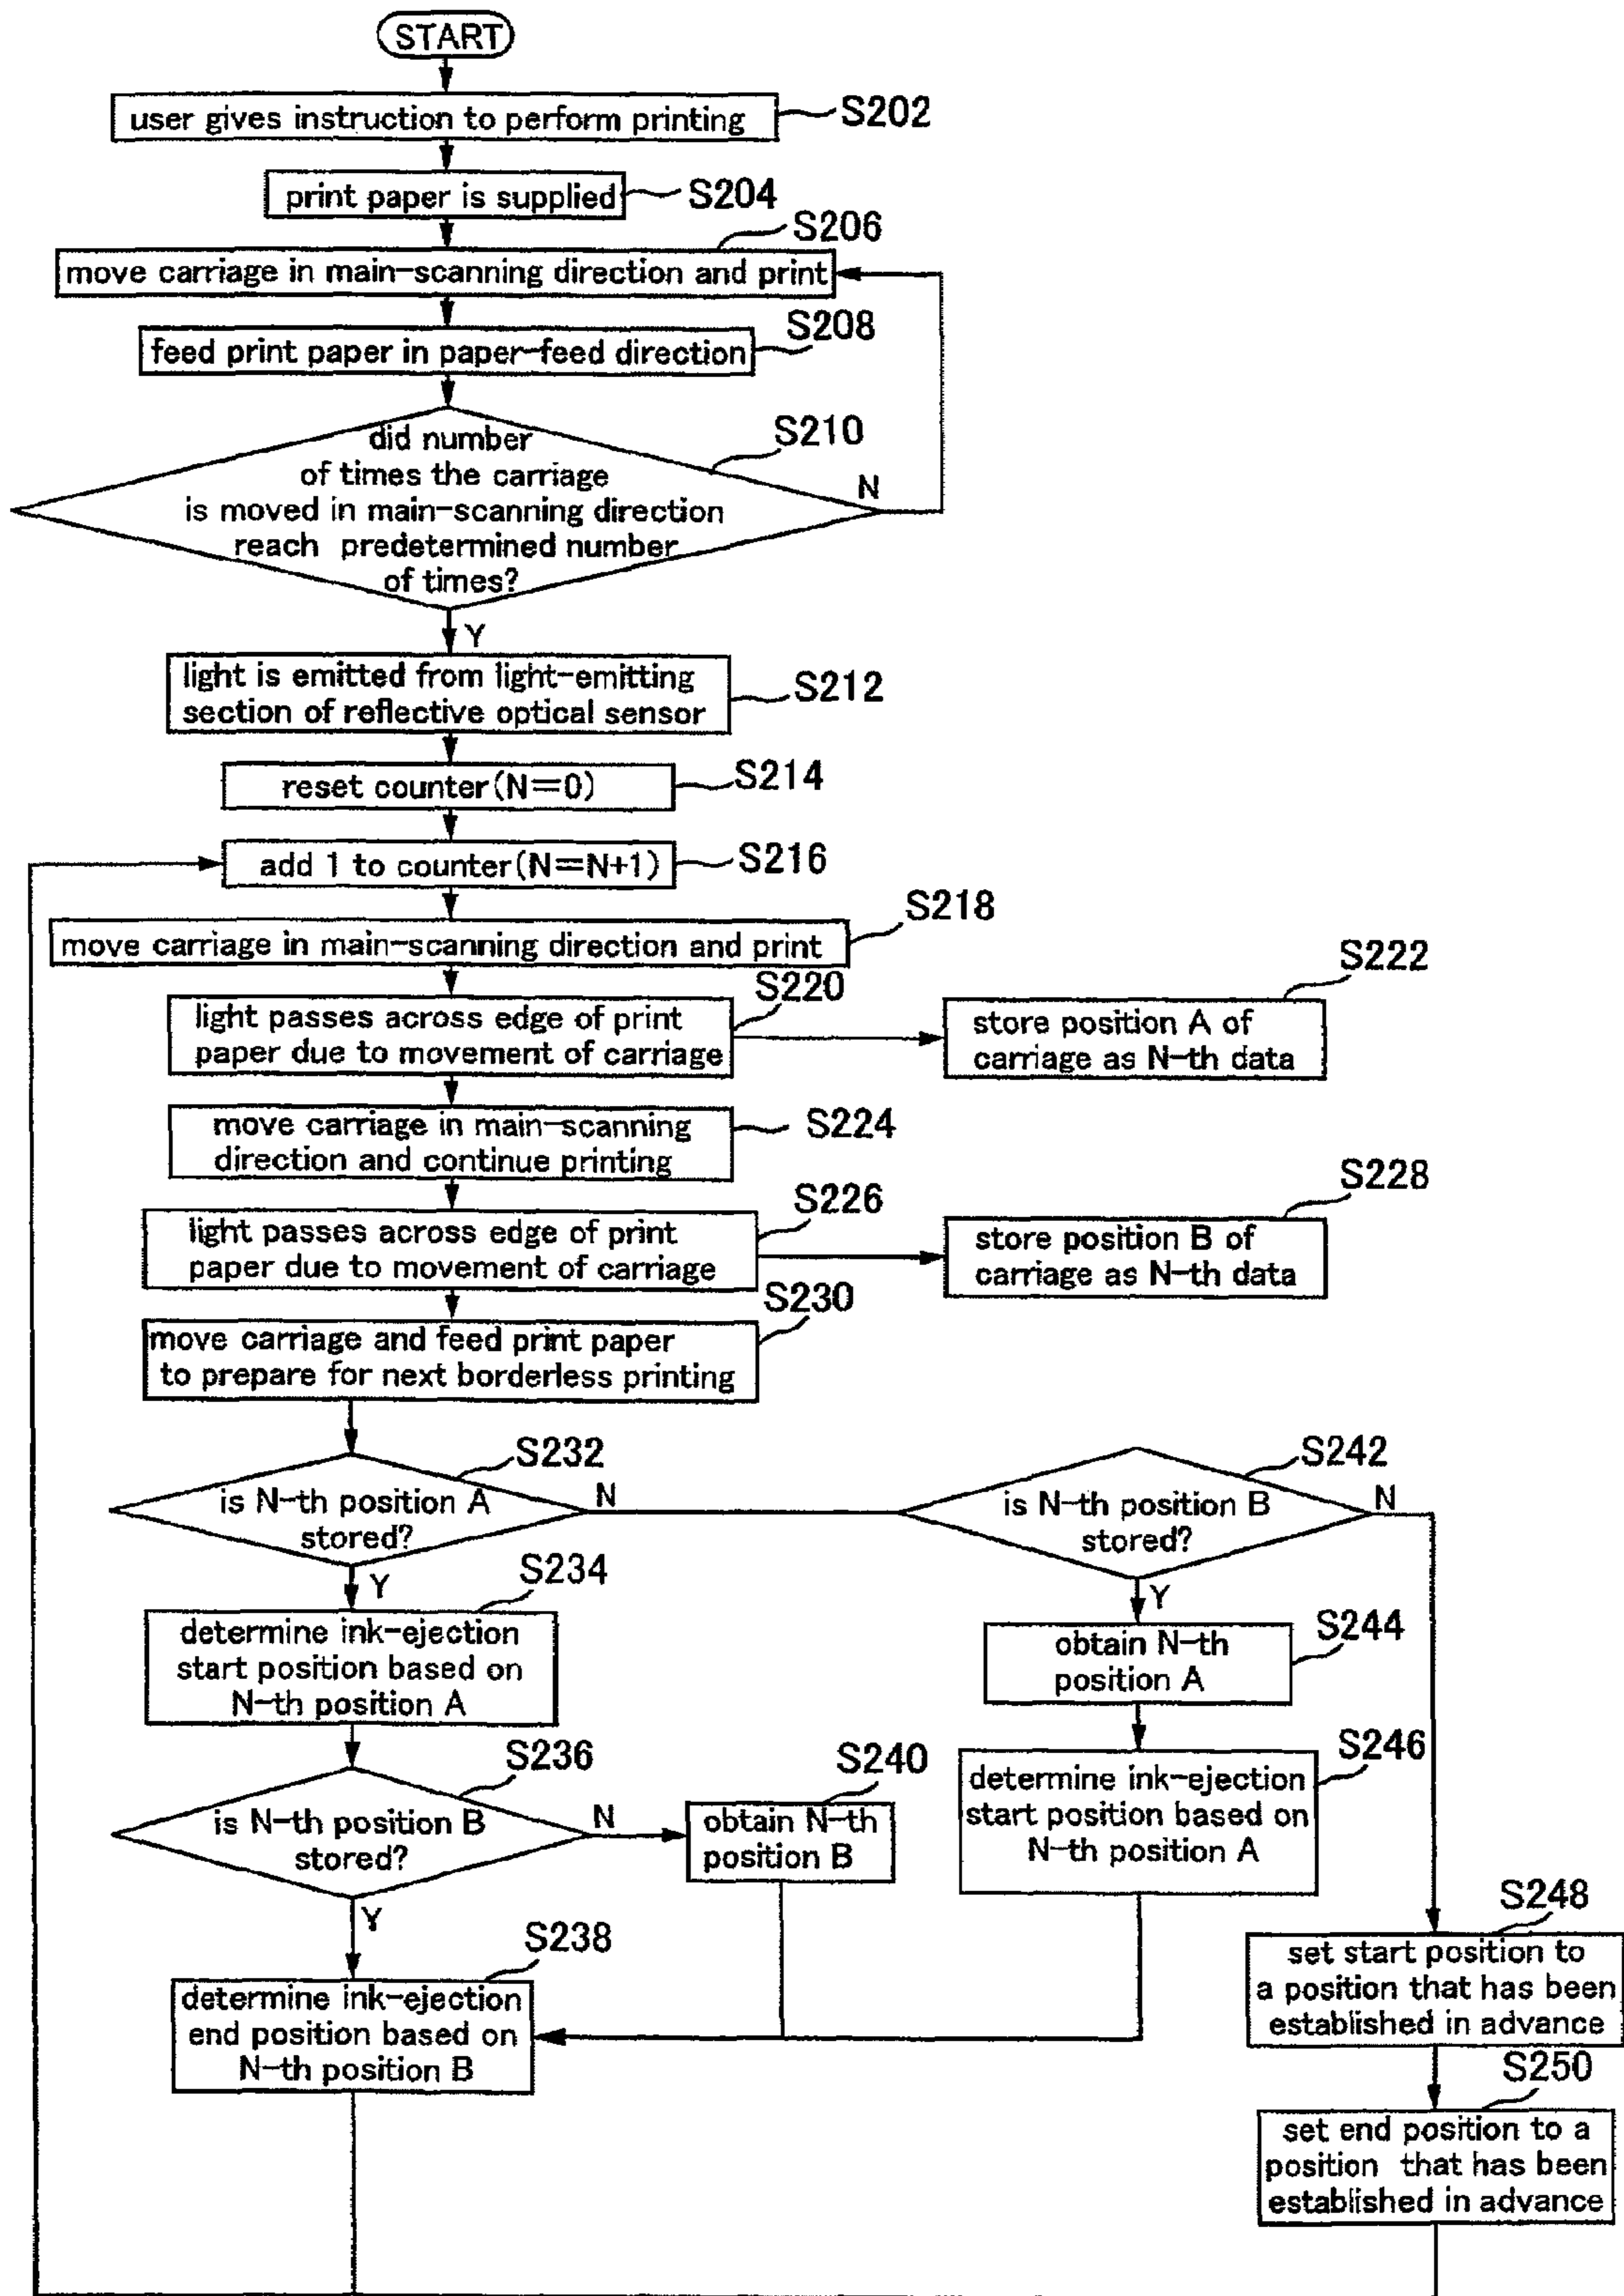 START
user gives instruction to perform printing
S202
print paper is supplied
S204
S206
move carriage in main-scanning direction and print
S208
feed print paper in paper-feed direction
S210
did number
of times the carriage
is moved in main-scanning direction
reach predetermined number
of times?
N
Y
light is emitted from light-emitting
section of reflective optical sensor
S212
reset counter(N=0)
S214
add 1 to counter(N=N+1)
S216
S218
move carriage in main-scanning direction and print
S220
light passes across edge of print
paper due to movement of carriage
S222
store position A of
carriage as N-th data
move carriage in main-scanning
direction and continue printing
S224
S226
light passes across edge of print
paper due to movement of carriage
S228
store position B of
carriage as N-th data
S230
move carriage and feed print paper
to prepare for next borderless printing
S232
is N-th position A
stored?
N
Y
S242
is N-th position B
stored?
N
Y
S234
determine ink-ejection
start position based on
N-th position A
S244
obtain N-th
position A
S236
is N-th position B
stored?
N
Y
S240
obtain N-th
position B
S246
determine ink-ejection
start position based on
N-th position A
S238
determine ink-ejection
end position based on
N-th position B
S248
set start position to
a position that has been
established in advance
S250
set end position to a
position that has been
established in advance